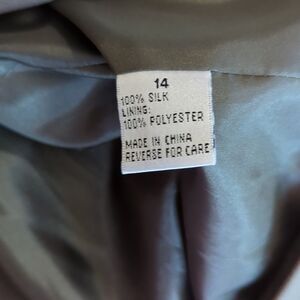 14
100% SILK
LINING:
100% POLYESTER
MADE IN CHINA
REVERSE FOR CARE